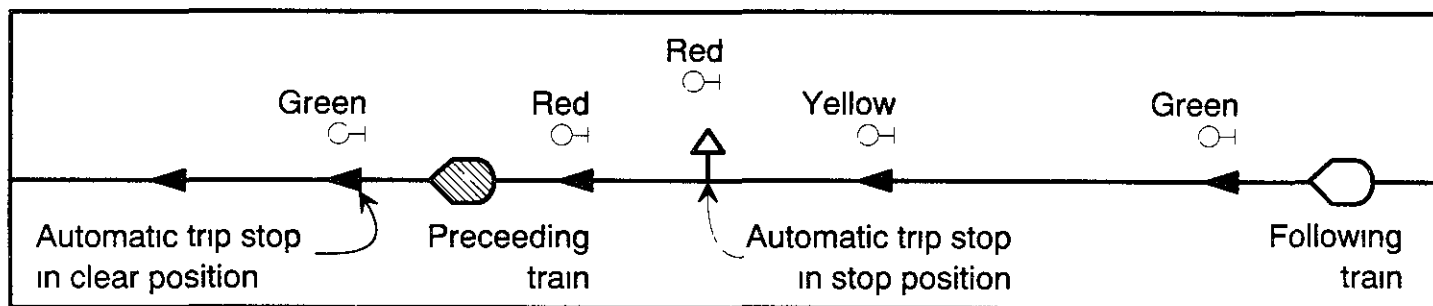 Red
Green
Red
Yellow
Green
Automatic trip stop
in clear position
Preceeding
train
Automatic trip stop
in stop position
Following
train